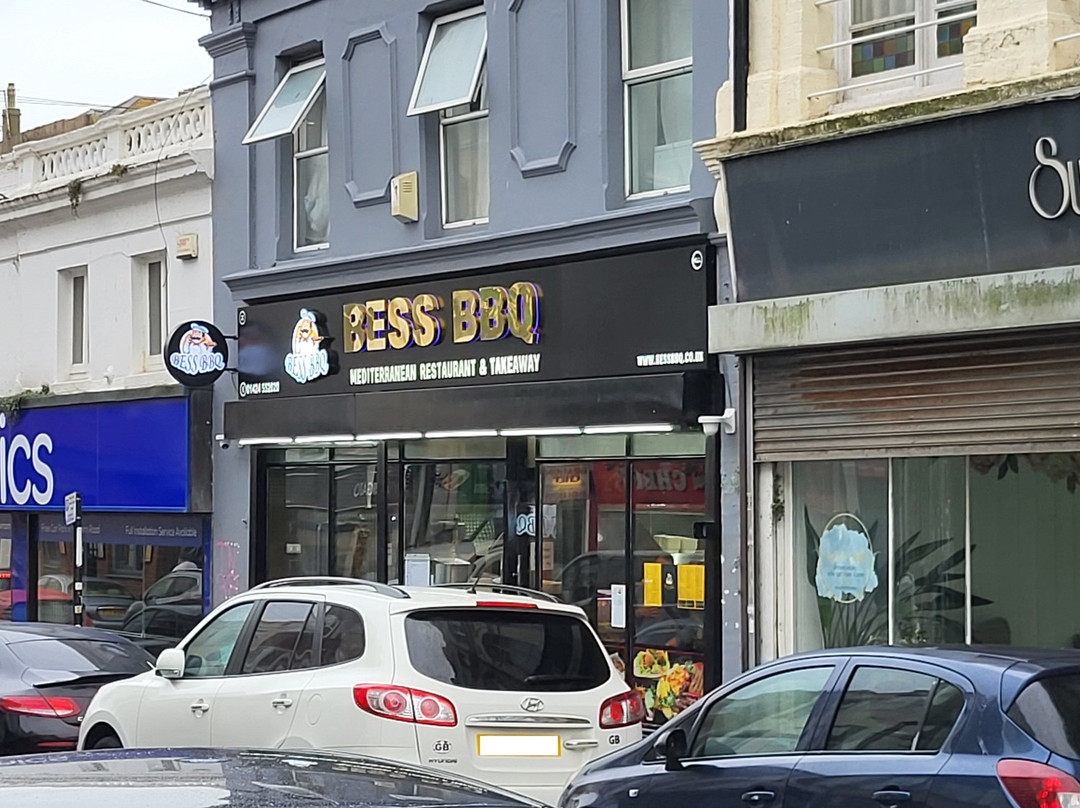 BESS BBQ
MEDITERRANEAN RESTAURANT & TAKEAWAY
WWW.BESSBBQ.CO.UK
BESS BBQ
BESS BBQ
ics
Su
Full Installation Service Available
GB
HYUNDAI
GB